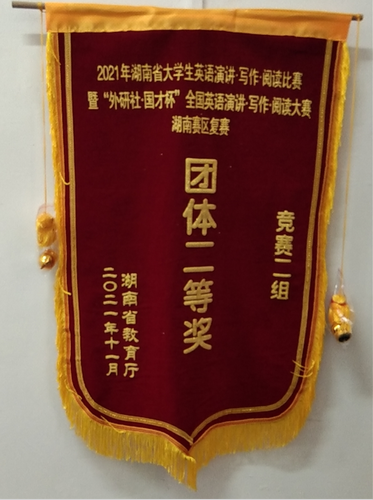 2021年湖南省大学生英语演讲·写作·阅读比赛
暨“外研社·国才杯”全国英语演讲·写作·阅读大赛
湖南赛区复赛
竞赛二组
团体二等奖
湖南省教育厅
二〇二一年十一月